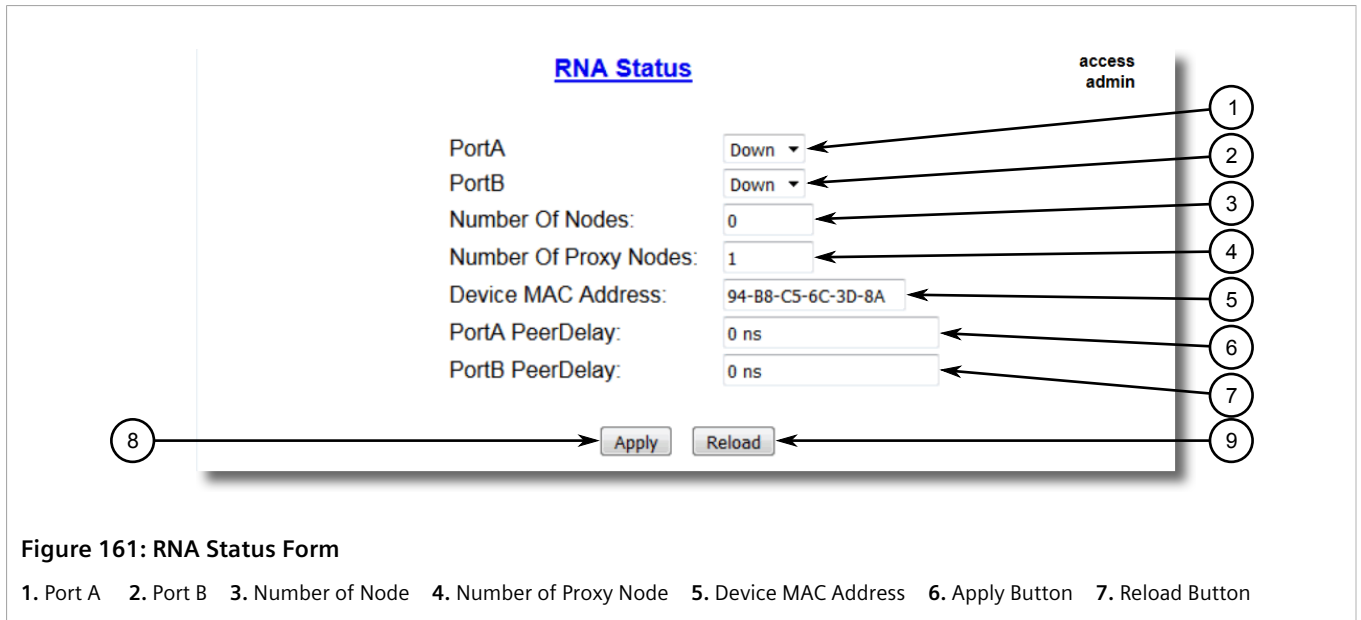 RNA Status
access
admin
1
PortA Down
2
PortB Down
3
Number Of Nodes: 0
4
Number Of Proxy Nodes: 1
5
Device MAC Address: 94-B8-C5-6C-3D-8A
6
PortA PeerDelay: 0 ns
7
PortB PeerDelay: 0 ns
8 Apply Reload 9
Figure 161: RNA Status Form
1. Port A 2. Port B 3. Number of Node 4. Number of Proxy Node 5. Device MAC Address 6. Apply Button 7. Reload Button